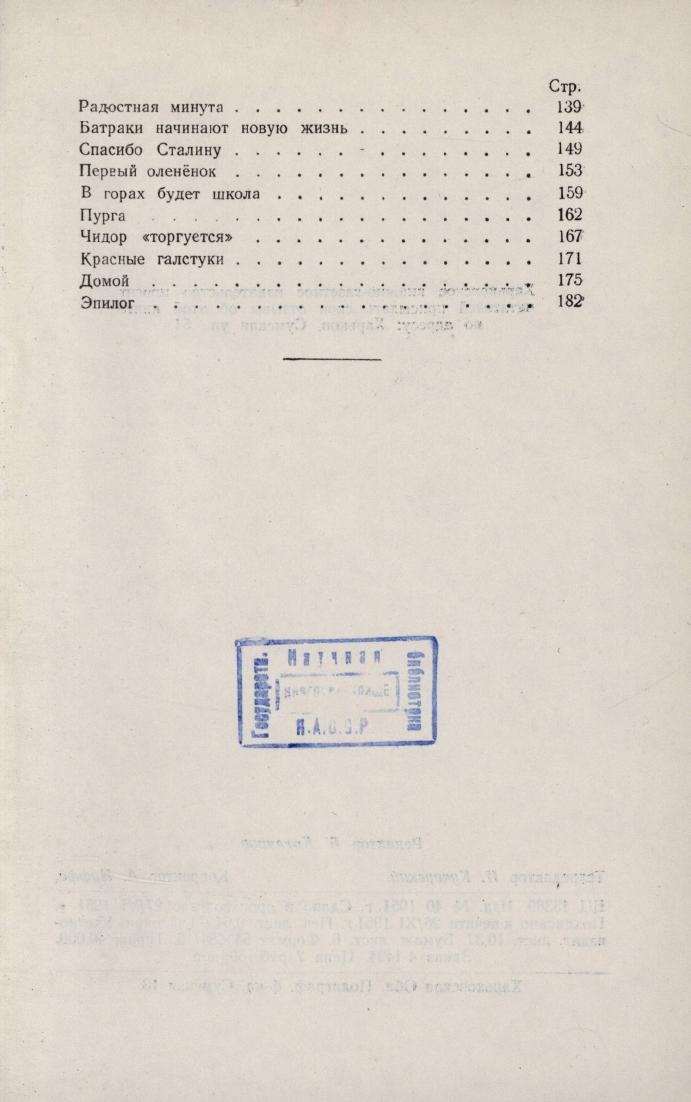 Стр.
Радостная минута . . . . . . . . . . . . . . . 139
Батраки начинают новую жизнь . . . . . . . . . 144
Спасибо Сталину . . . . . . . . . . . . . . . 149
Первый оленёнок . . . . . . . . . . . . . . . 153
В горах будет школа . . . . . . . . . . . . . 159
Пурга . . . . . . . . . . . . . . . . . . . 162
Чидор «торгуется» . . . . . . . . . . . . . . 167
Красные галстуки . . . . . . . . . . . . . . . 171
Домой . . . . . . . . . . . . . . . . . . . 175
Эпилог . . . . . . . . . . . . . . . . . . . 182
Государств.
Научная
библиотека
Я.А.С.С.Р